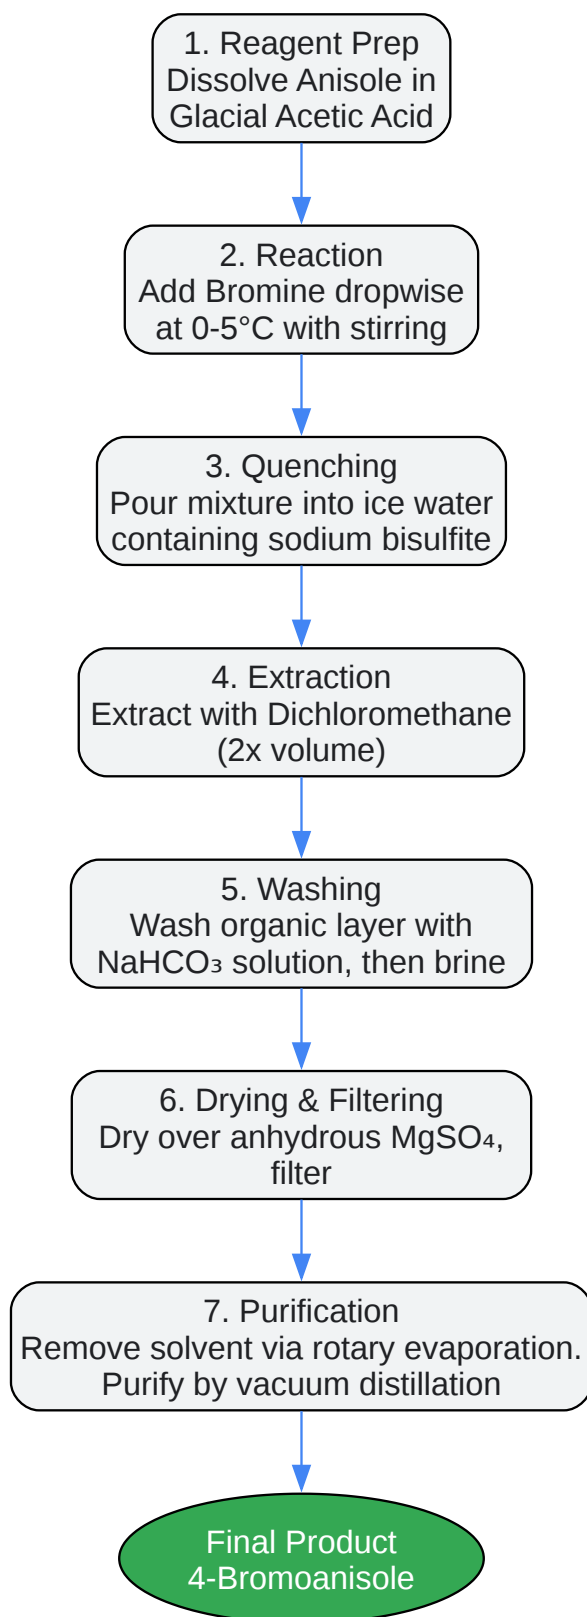 1. Reagent Prep
Dissolve Anisole in
Glacial Acetic Acid
2. Reaction
Add Bromine dropwise
at 0-5°C with stirring
3. Quenching
Pour mixture into ice water
containing sodium bisulfite
4. Extraction
Extract with Dichloromethane
(2x volume)
5. Washing
Wash organic layer with
NaHCO₃ solution, then brine
6. Drying & Filtering
Dry over anhydrous MgSO₄,
filter
7. Purification
Remove solvent via rotary evaporation.
Purify by vacuum distillation
Final Product
4-Bromoanisole